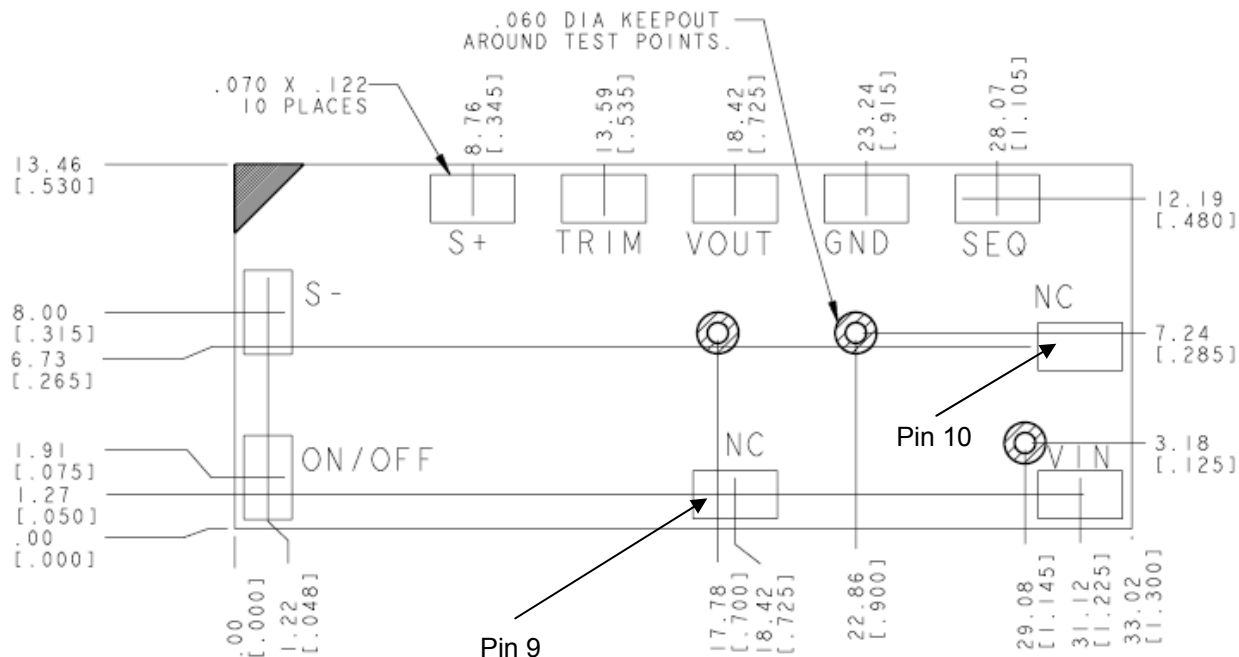 .060 DIA KEEPOUT
AROUND TEST POINTS.
.070 X .122
10 PLACES
8.76
[.345]
13.59
[.535]
18.42
[.725]
23.24
[.915]
28.07
[1.105]
13.46
[.530]
12.19
[.480]
S+
TRIM
VOUT
GND
SEQ
S-
NC
8.00
[.315]
6.73
[.265]
7.24
[.285]
Pin 10
1.91
[.075]
1.27
[.050]
.00
[.000]
ON/OFF
NC
VIN
3.18
[.125]
.00
[.000]
1.22
[.048]
Pin 9
17.78
[.700]
18.42
[.725]
22.86
[.900]
29.08
[1.145]
31.12
[1.225]
33.02
[1.300]